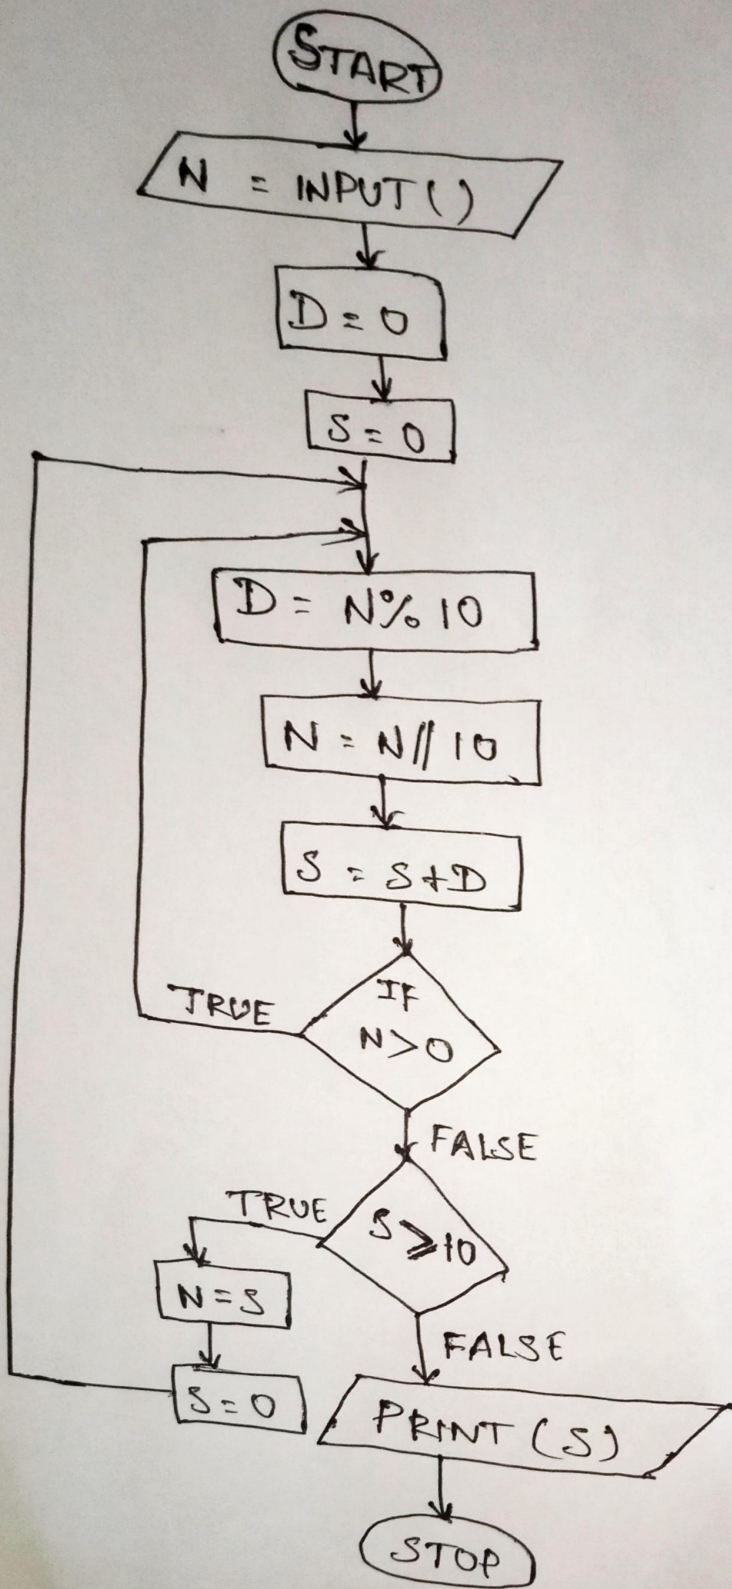 START
N = INPUT()
D = 0
S = 0
D = N% 10
N = N// 10
S = S+D
IF
N>0
TRUE
FALSE
S ⩾ 10
TRUE
N = S
S = 0
FALSE
PRINT (S)
STOP